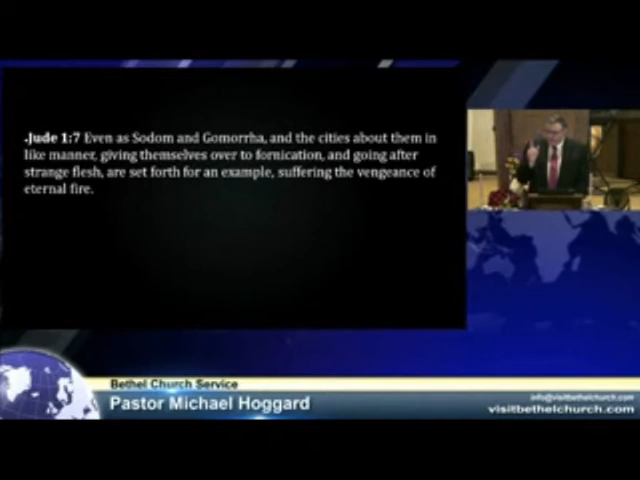 .Jude 1:7 Even as Sodom and Gomorrha, and the cities about them in
like manner, giving themselves over to fornication, and going after
strange flesh, are set forth for an example, suffering the vengeance of
eternal fire.
Bethel Church Service
Pastor Michael Hoggard
info@visitbethelchurch.com
visitbethelchurch.com